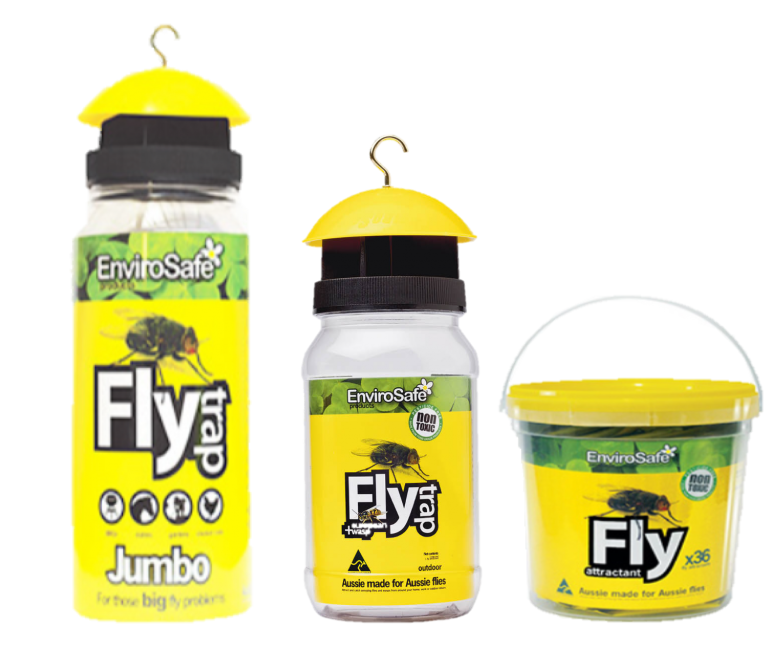 EnviroSafe
products
Fly
trap
Jumbo
For those big fly problems
EnviroSafe
products
non
TOXIC
Fly
trap
european
+wasp
outdoor
Aussie made for Aussie flies
EnviroSafe
non
TOXIC
Fly
attractant
x36
Aussie made for Aussie flies